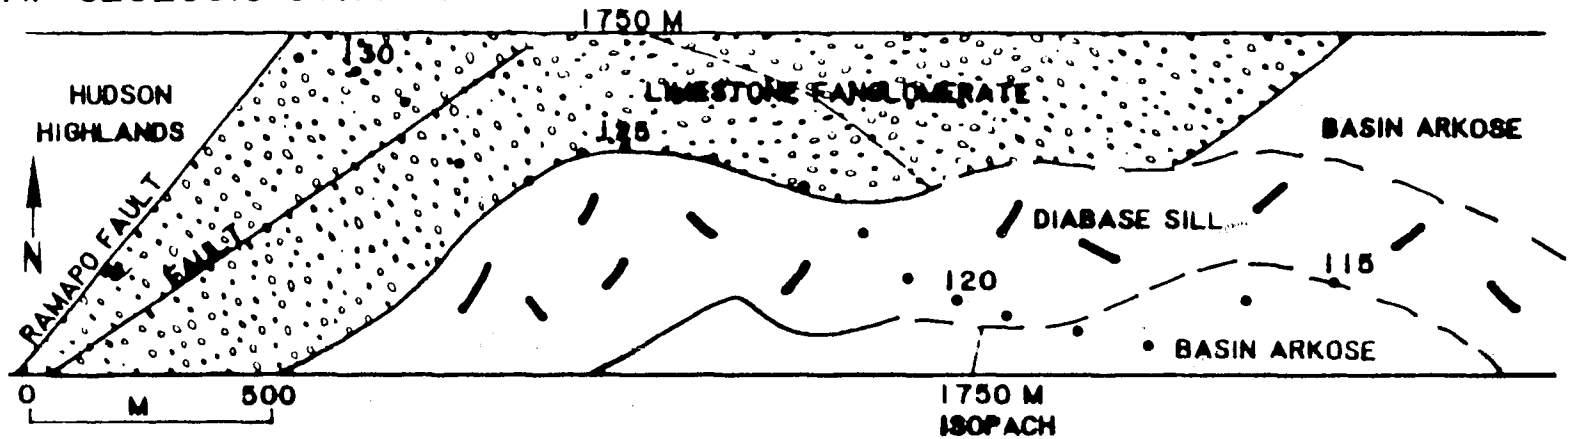 1750 M
130
HUDSON
HIGHLANDS
LIMESTONE FANGLOMERATE
125
BASIN ARKOSE
RAMAPO FAULT
FAULT
N
DIABASE SILL
115
120
BASIN ARKOSE
0 500
M
1750 M
ISOPACH